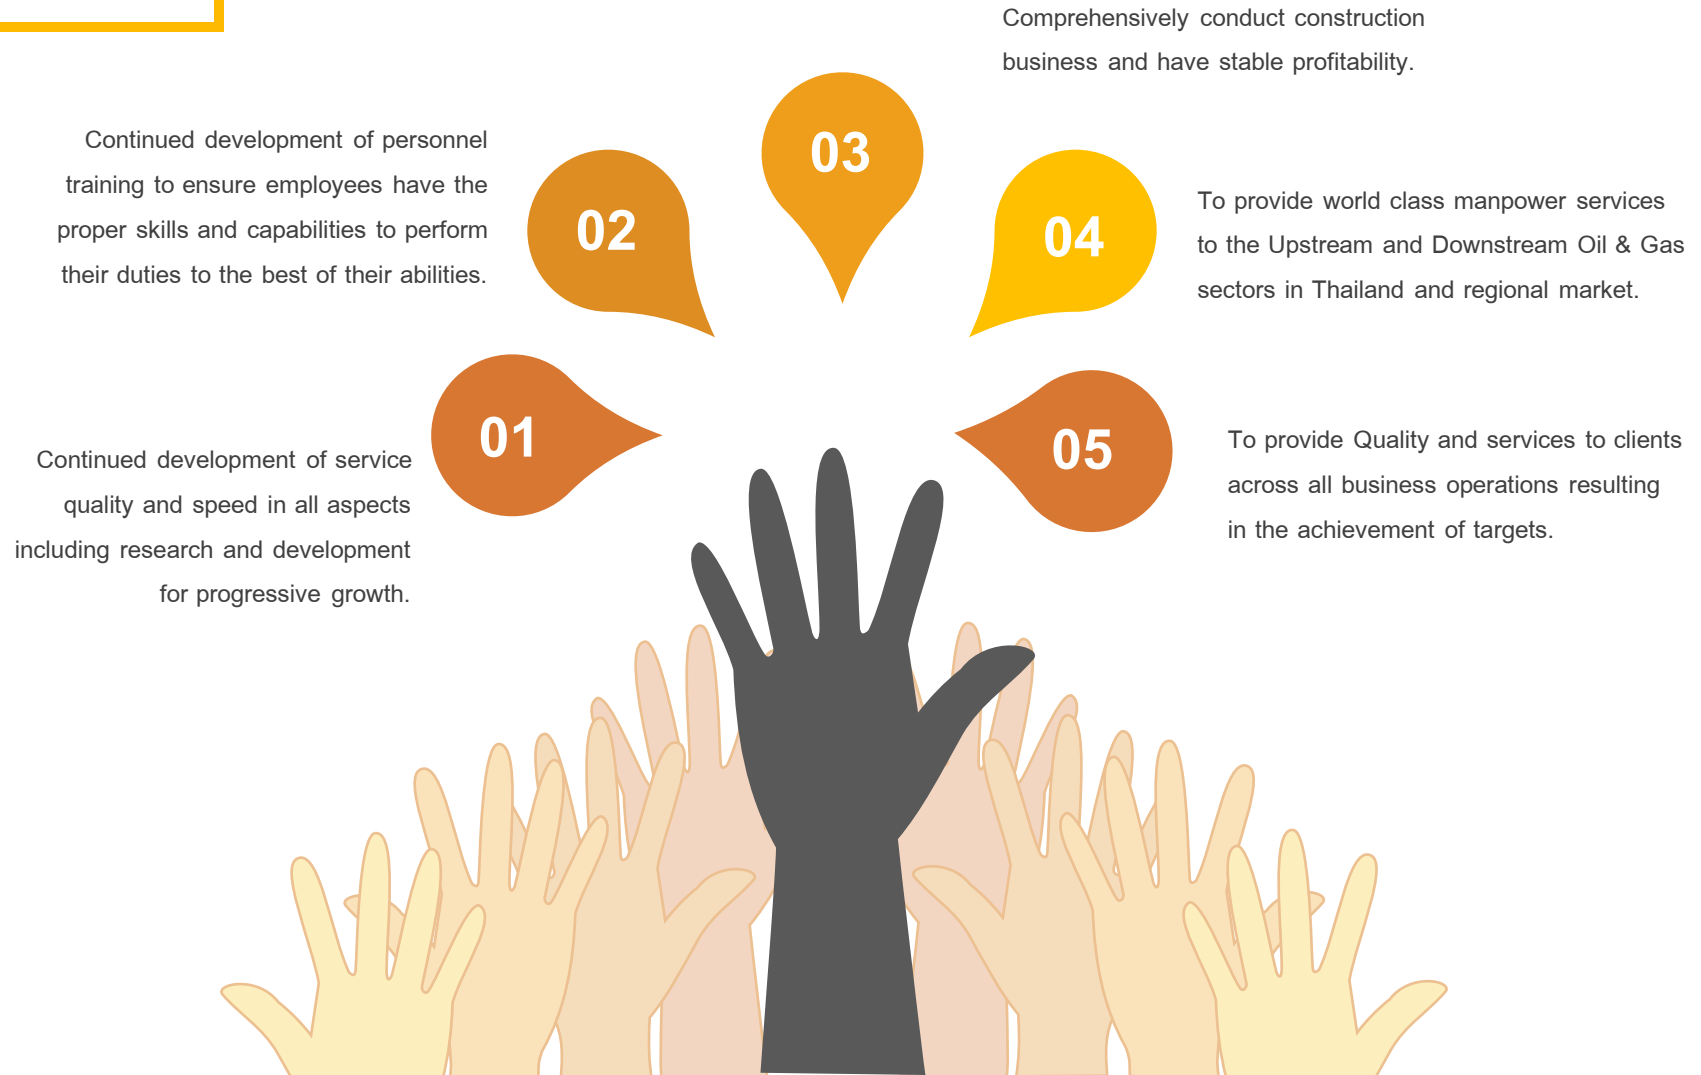 01
Continued development of service
quality and speed in all aspects
including research and development
for progressive growth.
02
Continued development of personnel
training to ensure employees have the
proper skills and capabilities to perform
their duties to the best of their abilities.
03
Comprehensively conduct construction
business and have stable profitability.
04
To provide world class manpower services
to the Upstream and Downstream Oil & Gas
sectors in Thailand and regional market.
05
To provide Quality and services to clients
across all business operations resulting
in the achievement of targets.